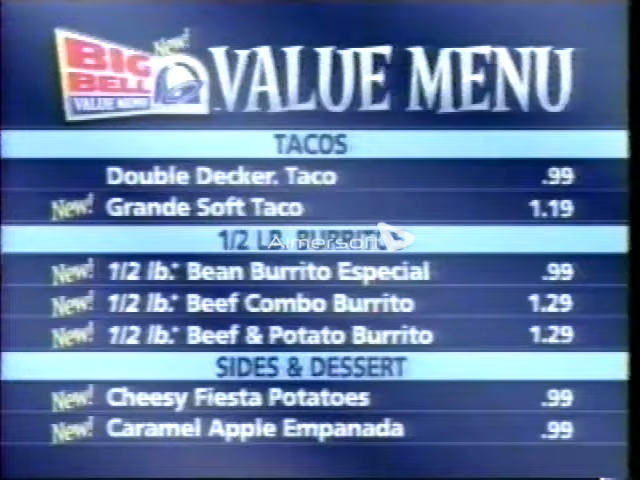 New!
BIG
BELL
VALUE MENU
VALUE MENU
TACOS
Double Decker. Taco .99
New! Grande Soft Taco 1.19
1/2 LB. BURRITOS
Aimersoft
New! 1/2 lb.* Bean Burrito Especial .99
New! 1/2 lb.* Beef Combo Burrito 1.29
New! 1/2 lb.* Beef & Potato Burrito 1.29
SIDES & DESSERT
New! Cheesy Fiesta Potatoes .99
New! Caramel Apple Empanada .99